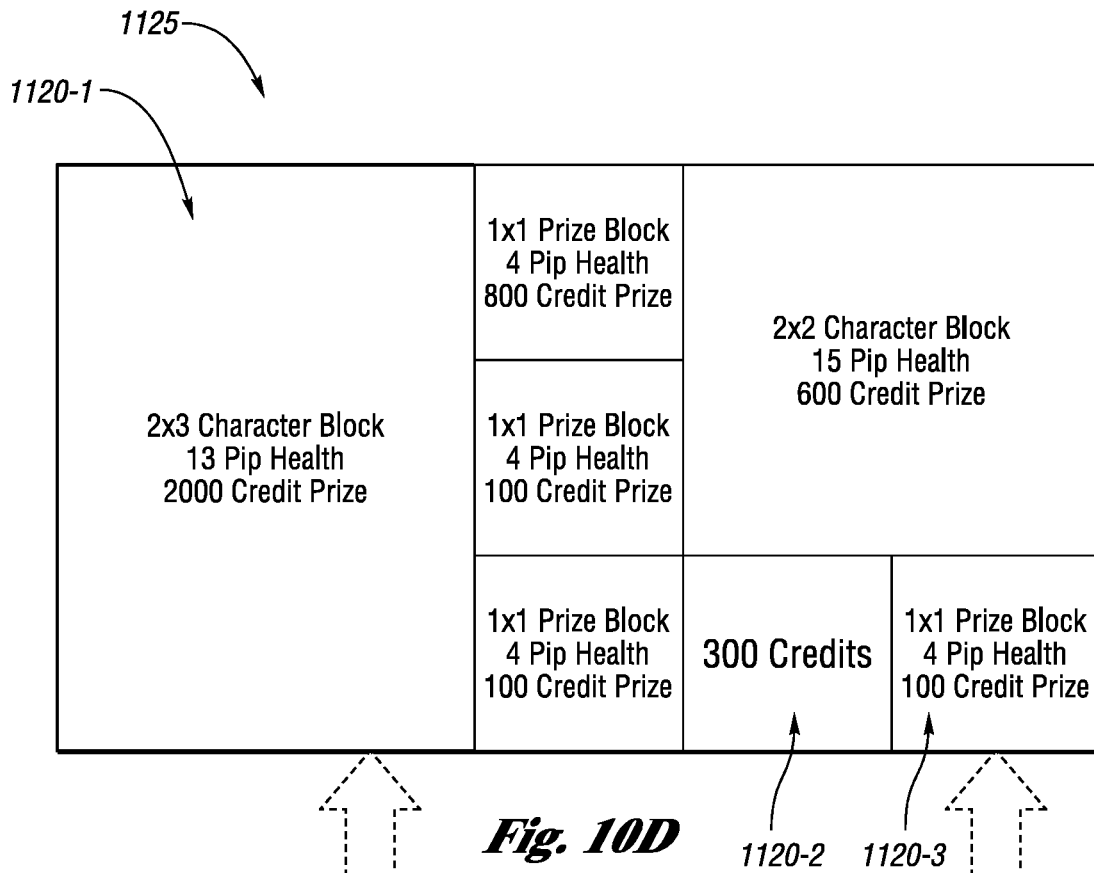 1125
1120-1
1x1 Prize Block
4 Pip Health
800 Credit Prize
2x2 Character Block
15 Pip Health
600 Credit Prize
2x3 Character Block
13 Pip Health
2000 Credit Prize
1x1 Prize Block
4 Pip Health
100 Credit Prize
1x1 Prize Block
4 Pip Health
100 Credit Prize
300 Credits
1x1 Prize Block
4 Pip Health
100 Credit Prize
Fig. 10D
1120-2
1120-3